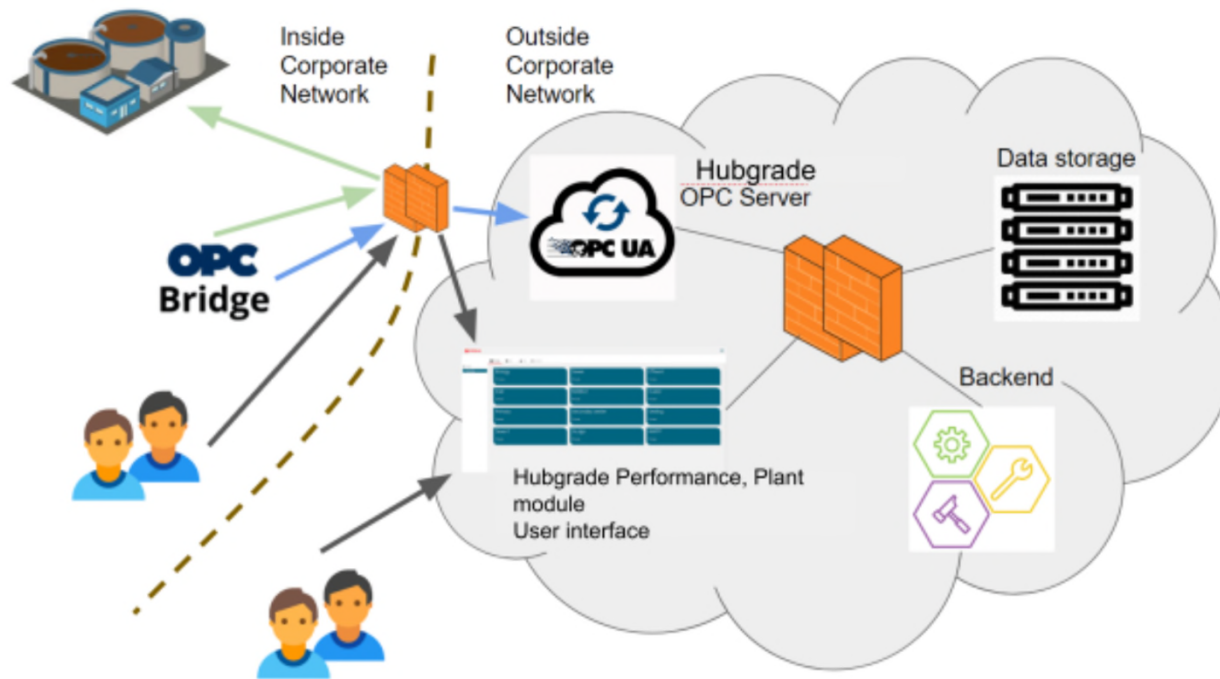 Inside
Corporate
Network
Outside
Corporate
Network
Hubgrade
OPC Server
Data storage
OPC UA
OPC
Bridge
Backend
Hubgrade Performance, Plant
module
User interface